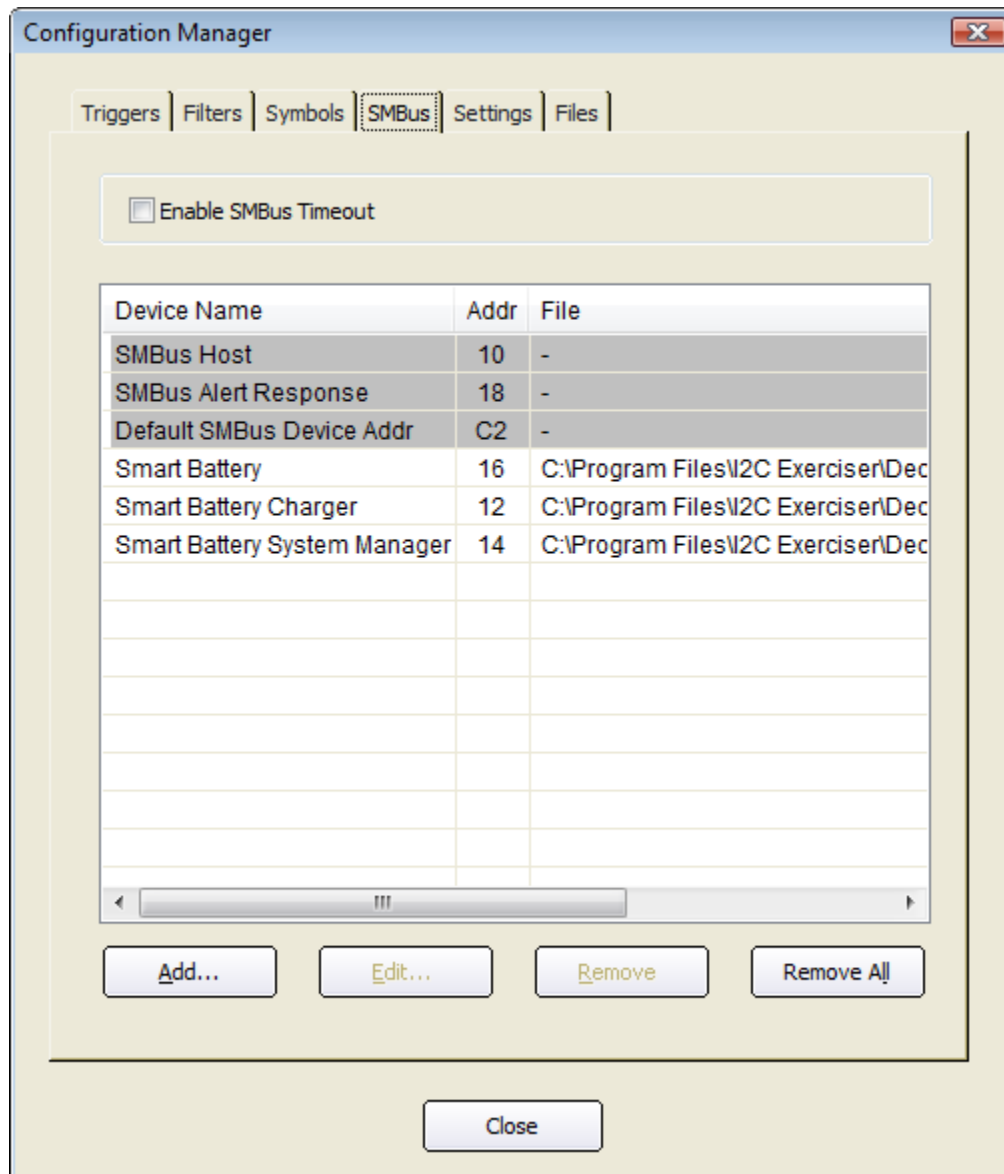 Configuration Manager
Triggers Filters Symbols SMBus Settings Files
Enable SMBus Timeout
Device Name Addr File
SMBus Host 10 -
SMBus Alert Response 18 -
Default SMBus Device Addr C2 -
Smart Battery 16 C:\Program Files\I2C Exerciser\Dec
Smart Battery Charger 12 C:\Program Files\I2C Exerciser\Dec
Smart Battery System Manager 14 C:\Program Files\I2C Exerciser\Dec
Add... Edit... Remove Remove All
Close